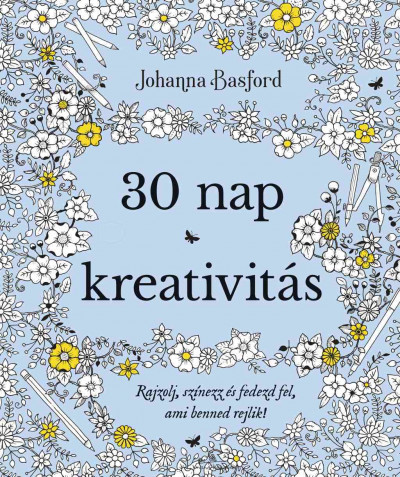 Johanna Basford
30 nap
kreativitás
Rajzolj, színezz és fedezd fel,
ami benned rejlik!